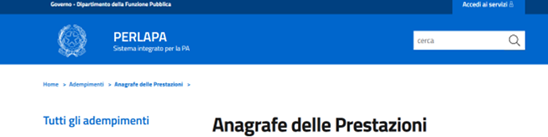 Governo - Dipartimento della Funzione Pubblica
Accedi ai servizi
PERLAPA
Sistema integrato per la PA
cerca
Home > Adempimenti > Anagrafe delle Prestazioni >
Tutti gli adempimenti
Anagrafe delle Prestazioni